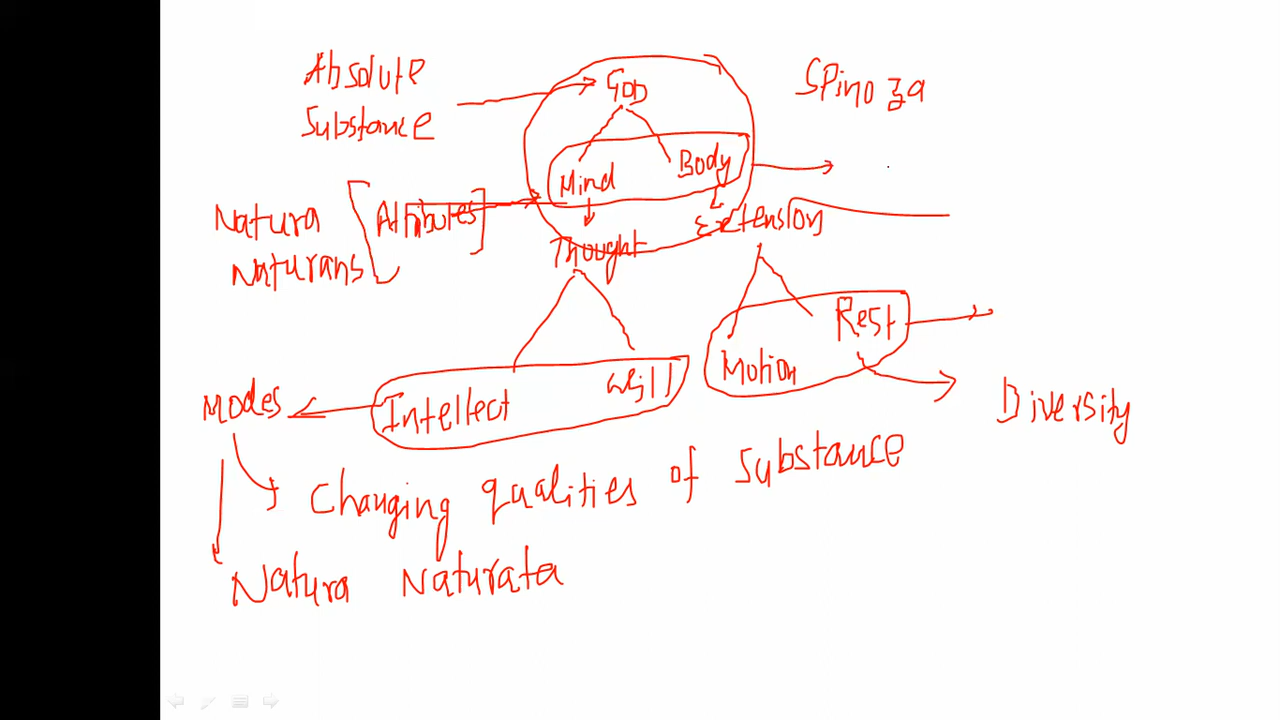 Absolute
Substance
GOD
Spinoza
Mind
Body
Natura
Naturans
Attributes
Thought
Extension
Intellect
Will
Motion
Rest
Modes
Diversity
Changing qualities of Substance
Natura Naturata